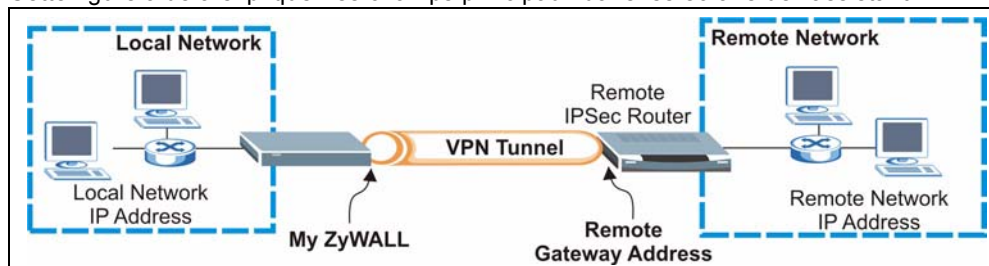 Local Network
Remote Network
Remote
IPSec Router
VPN Tunnel
Local Network
IP Address
Remote Network
IP Address
My ZyWALL
Remote
Gateway Address